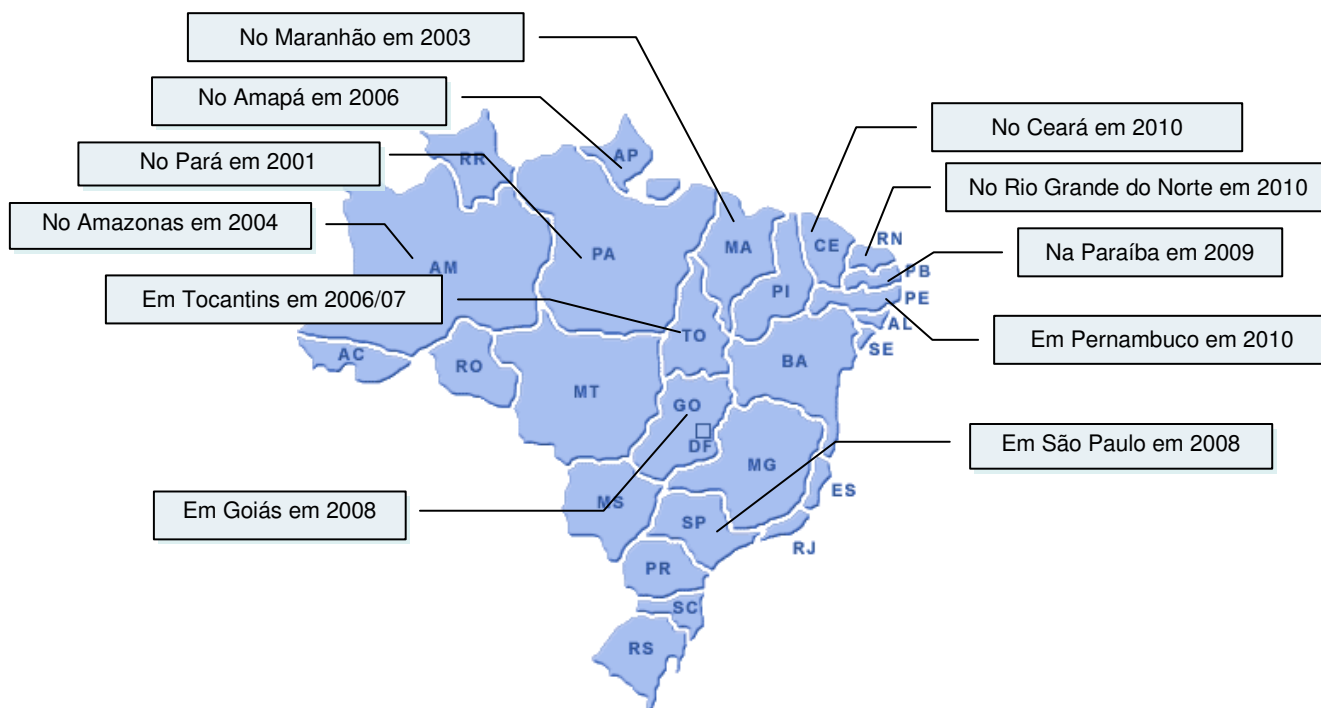 No Maranhão em 2003
No Amapá em 2006
No Ceará em 2010
No Pará em 2001
No Rio Grande do Norte em 2010
No Amazonas em 2004
Na Paraíba em 2009
Em Tocantins em 2006/07
Em Pernambuco em 2010
Em São Paulo em 2008
Em Goiás em 2008
RR
AP
AM
PA
MA
CE
RN
PB
PI
PE
AL
SE
TO
BA
AC
RO
MT
GO
DF
MG
ES
MS
SP
RJ
PR
SC
RS